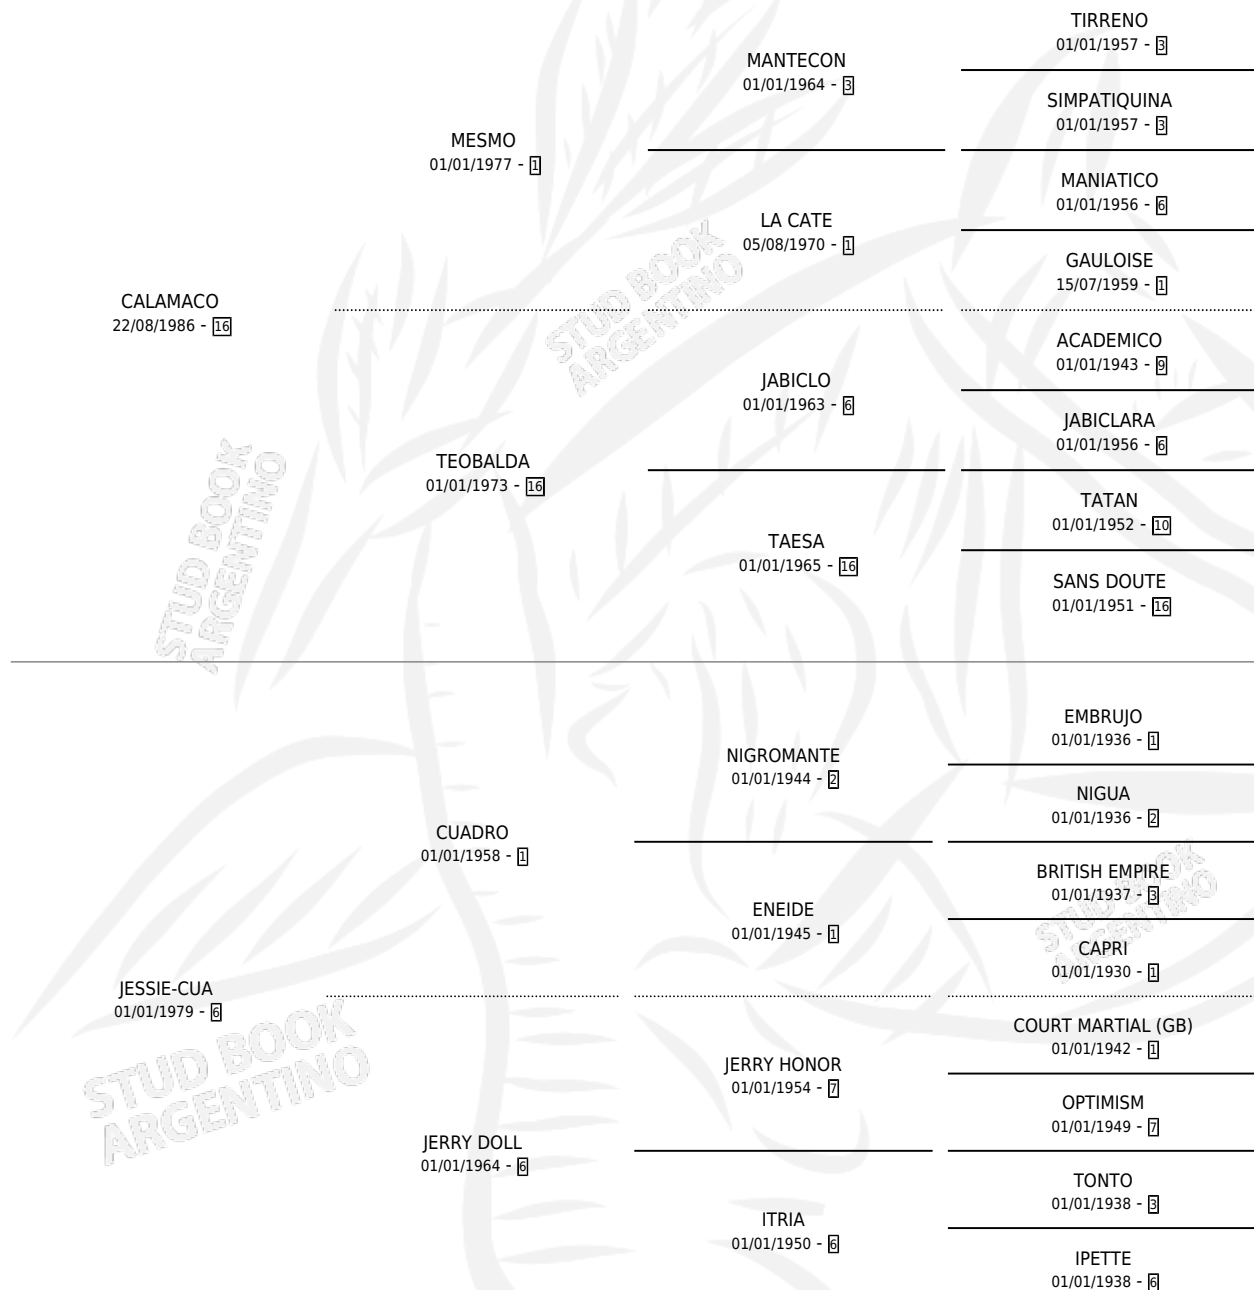 TIRRENO
01/01/1957 - 3
MANTECON
01/01/1964 - 3
SIMPATIQUINA
01/01/1957 - 3
MESMO
01/01/1977 - 1
MANIATICO
01/01/1956 - 6
LA CATE
05/08/1970 - 1
GAULOISE
15/07/1959 - 1
CALAMACO
22/08/1986 - 16
ACADEMICO
01/01/1943 - 9
JABICLO
01/01/1963 - 6
JABICLARA
01/01/1956 - 6
TEOBALDA
01/01/1973 - 16
TATAN
01/01/1952 - 10
TAESA
01/01/1965 - 16
SANS DOUTE
01/01/1951 - 16
EMBRUJO
01/01/1936 - 1
NIGROMANTE
01/01/1944 - 2
NIGUA
01/01/1936 - 2
CUADRO
01/01/1958 - 1
BRITISH EMPIRE
01/01/1937 - 3
ENEIDE
01/01/1945 - 1
CAPRI
01/01/1930 - 1
JESSIE-CUA
01/01/1979 - 6
COURT MARTIAL (GB)
01/01/1942 - 1
JERRY HONOR
01/01/1954 - 7
OPTIMISM
01/01/1949 - 7
JERRY DOLL
01/01/1964 - 6
TONTO
01/01/1938 - 3
ITRIA
01/01/1950 - 6
IPETTE
01/01/1938 - 6
STUD BOOK
ARGENTINO
STUD BOOK
ARGENTINO
STUD BOOK
ARGENTINO
STUD BOOK
ARGENTINO